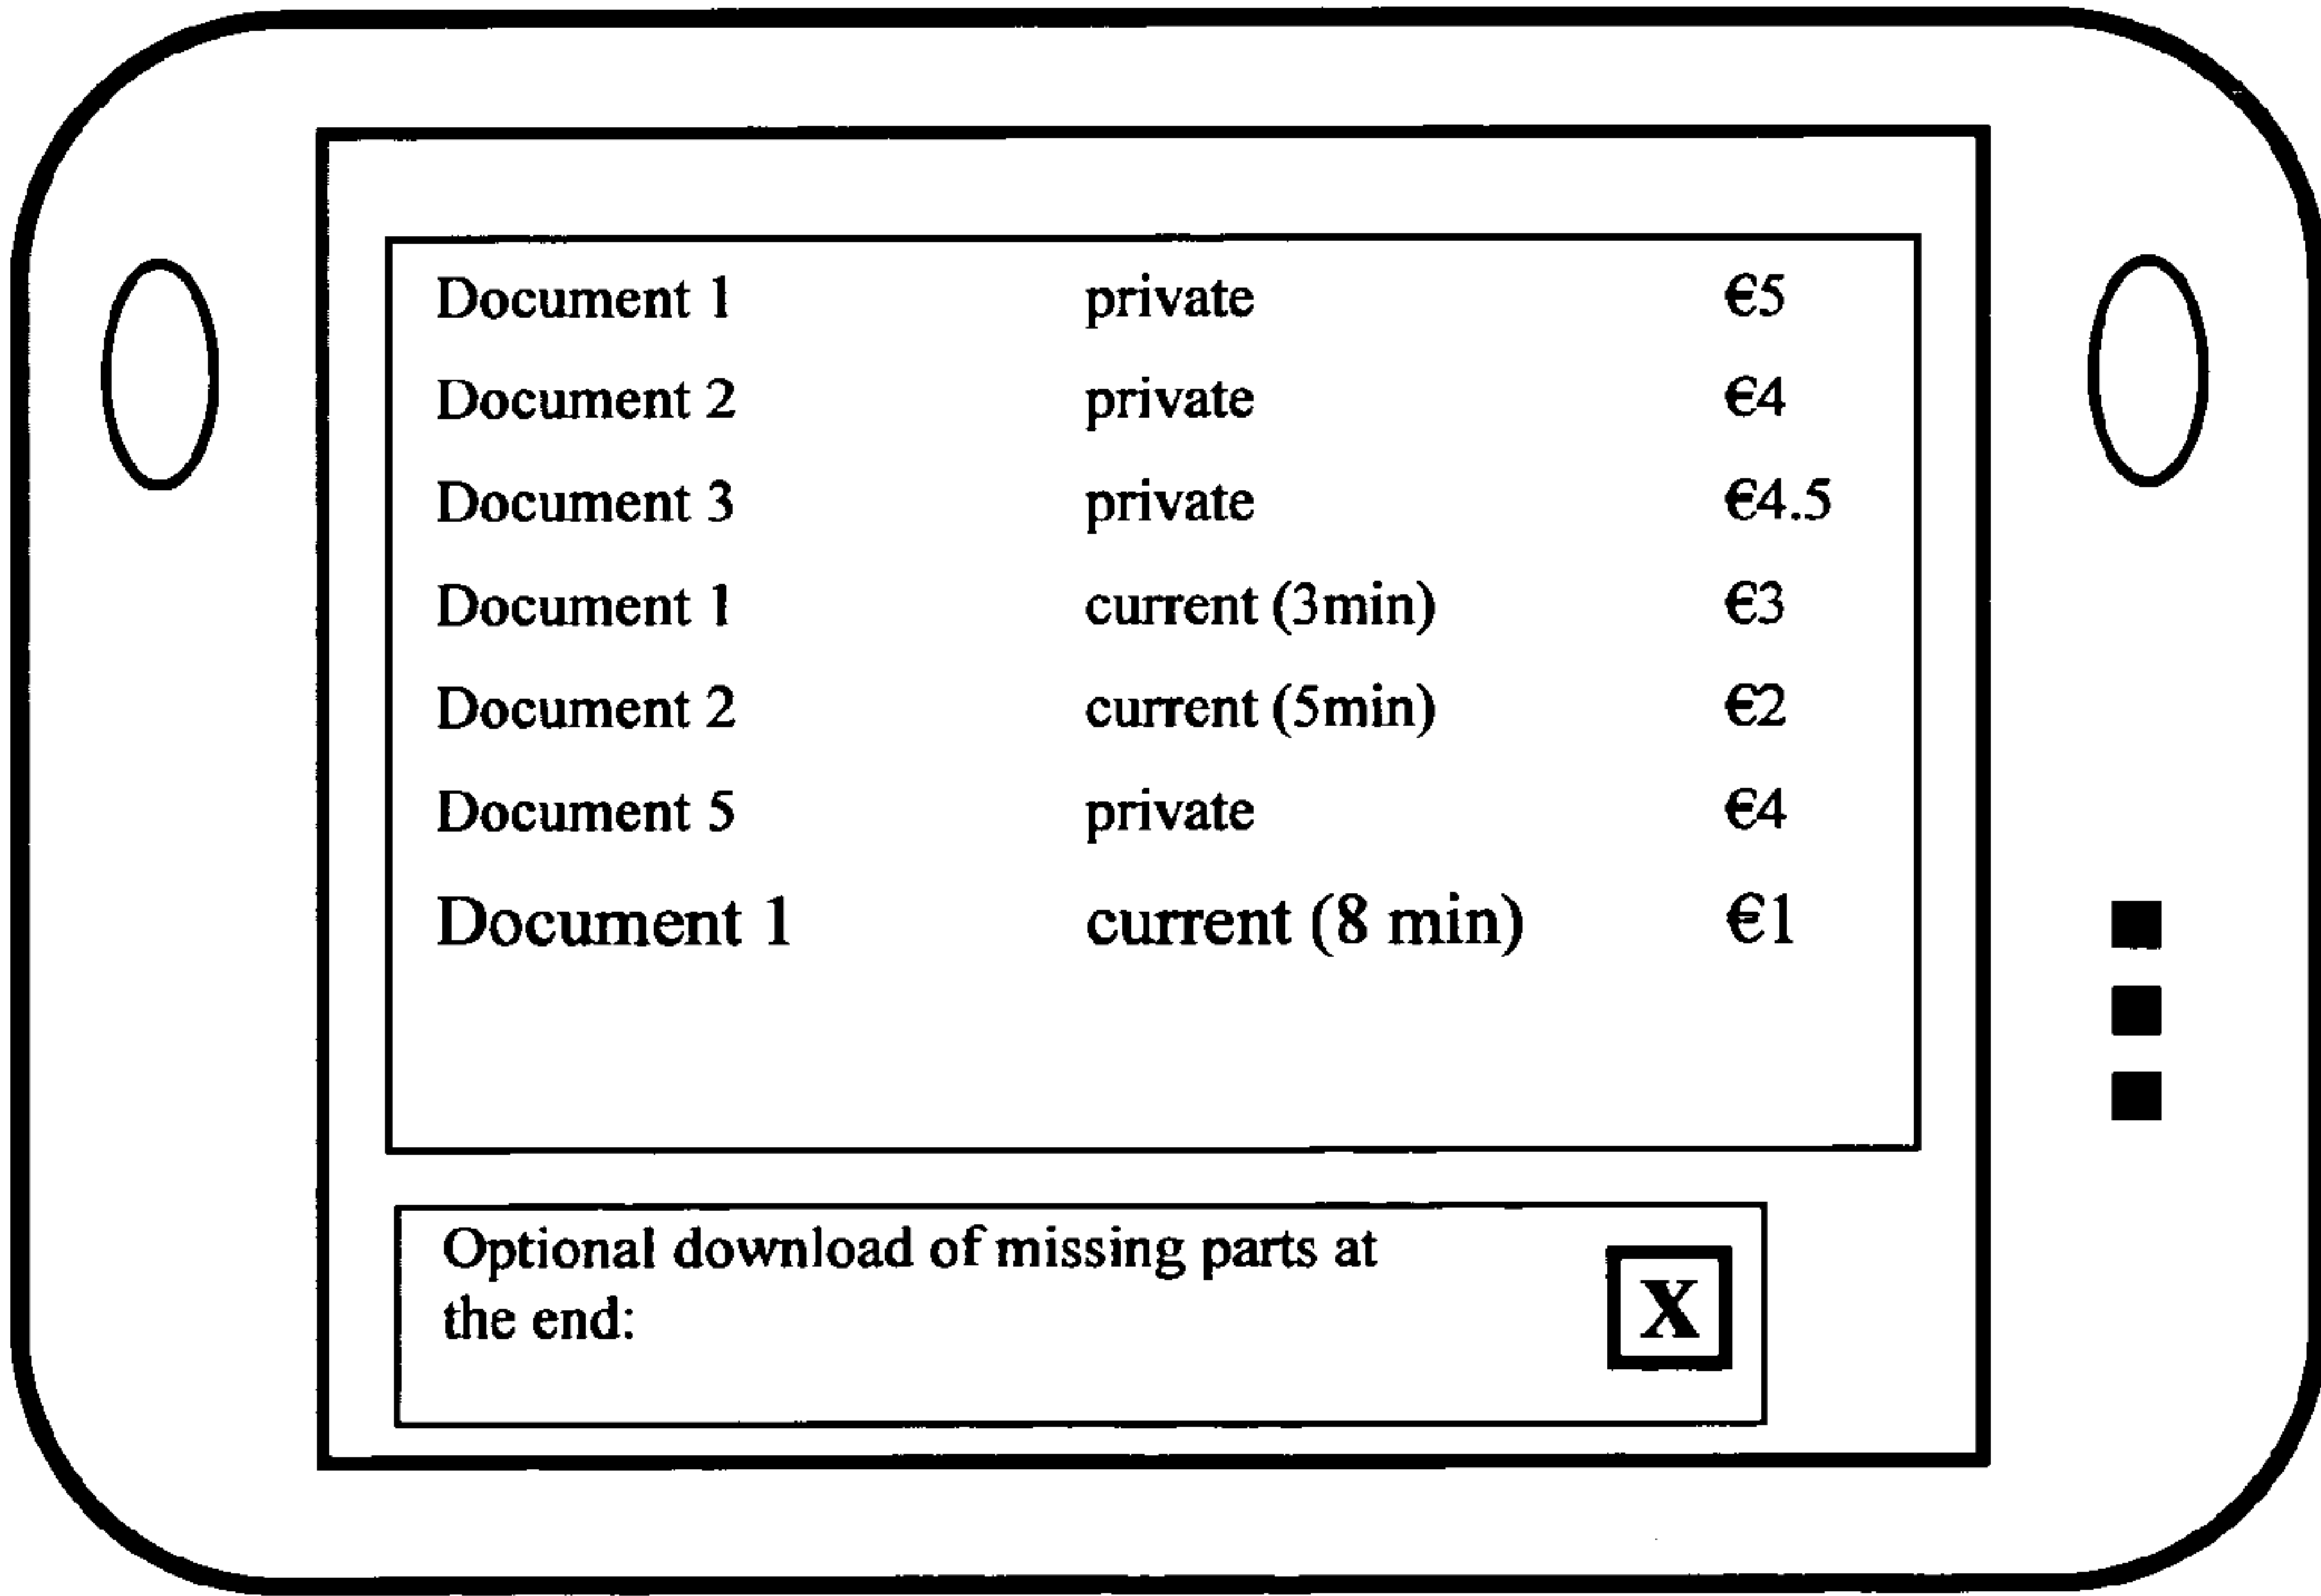 Document 1 private €5
Document 2 private €4
Document 3 private €4.5
Document 1 current (3min) €3
Document 2 current (5min) €2
Document 5 private €4
Document 1 current (8 min) €1
Optional download of missing parts at
the end:
X